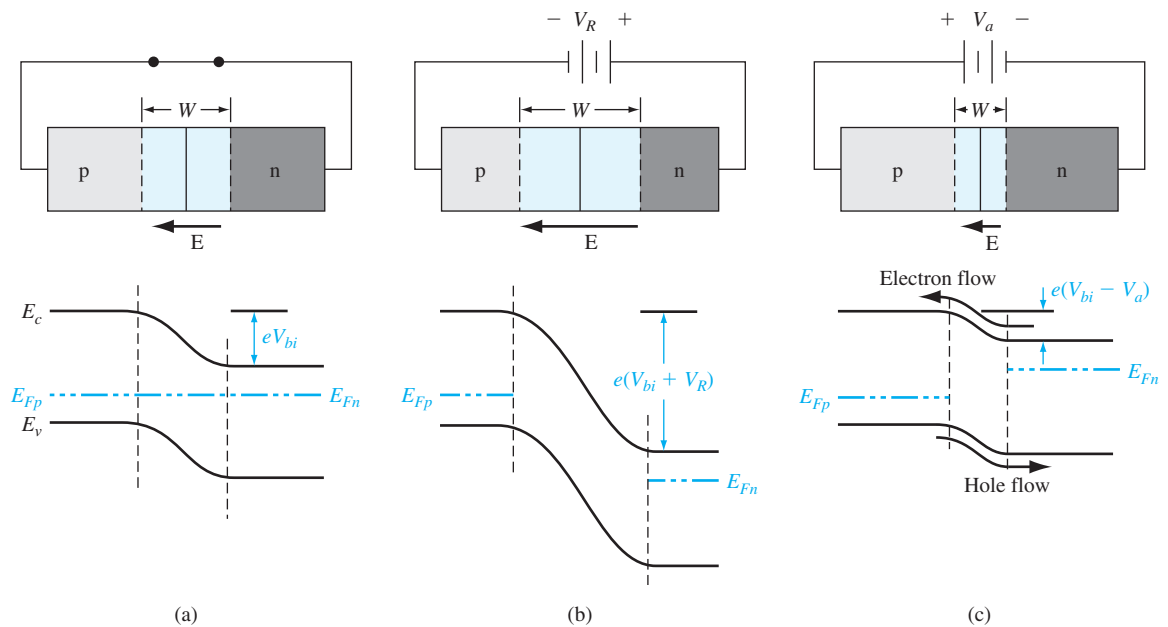 − V_R +
+ V_a −
W
W
W
p
n
p
n
p
n
E
E
E
E_c
eV_bi
E_Fp
E_Fn
E_v
e(V_bi + V_R)
E_Fp
E_Fn
Electron flow
e(V_bi − V_a)
E_Fn
E_Fp
Hole flow
(a)
(b)
(c)